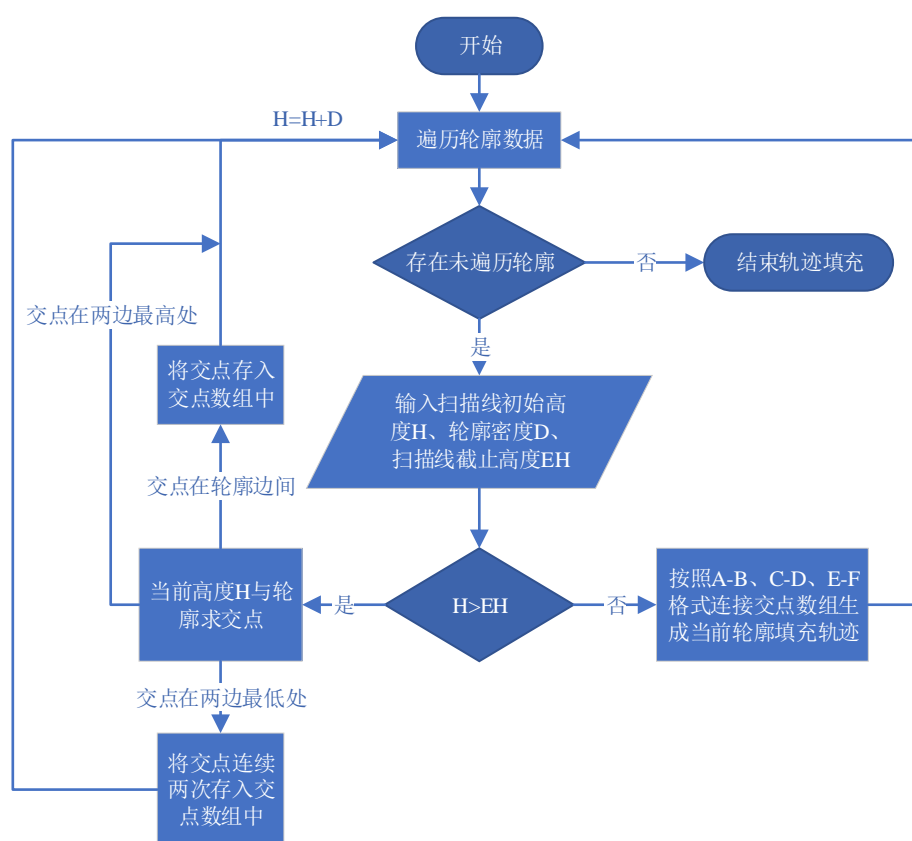 开始
H=H+D
遍历轮廓数据
存在未遍历轮廓
否
结束轨迹填充
交点在两边最高处
是
将交点存入
交点数组中
输入扫描线初始高
度H、轮廓密度D、
扫描线截止高度EH
交点在轮廓边间
当前高度H与轮
廓求交点
是
H>EH
否
按照A-B、C-D、E-F
格式连接交点数组生
成当前轮廓填充轨迹
交点在两边最低处
将交点连续
两次存入交
点数组中